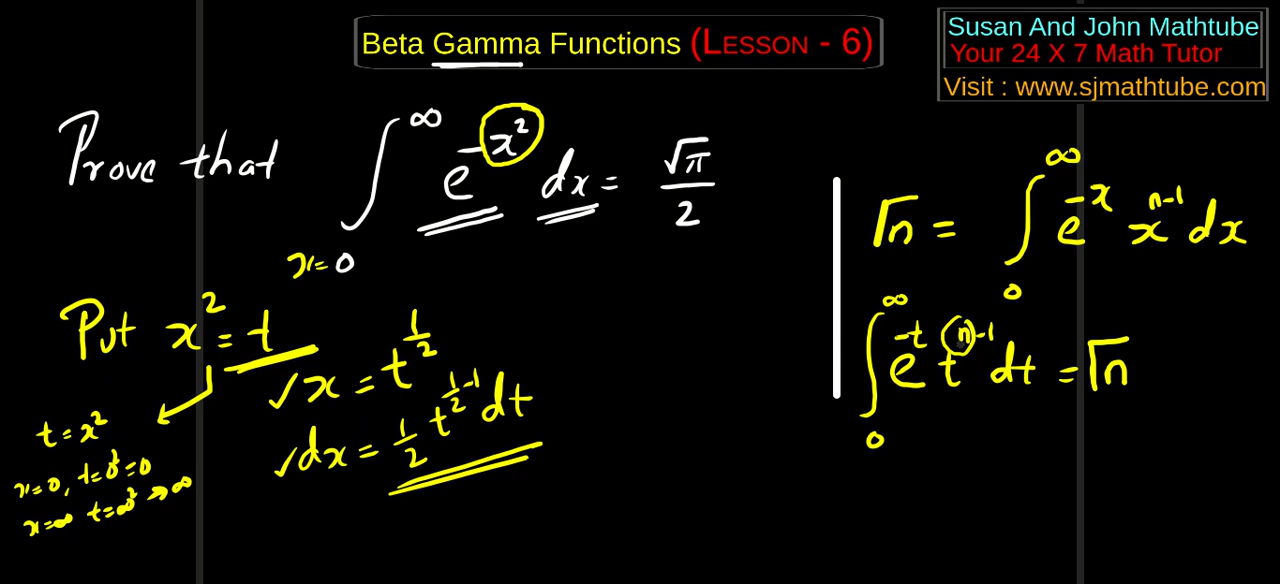 Beta Gamma Functions (LESSON - 6)
Susan And John Mathtube
Your 24 X 7 Math Tutor
Visit : www.sjmathtube.com
Prove that ∫_{x=0}^{∞} e^{-x²} dx = √π/2
Put x² = t
✓x = t^{1/2}
✓dx = 1/2 t^{1/2-1} dt
t = x²
x=0, t=0²=0
x=∞ t=∞² → ∞
Γn = ∫_{0}^{∞} e^{-x} x^{n-1} dx
∫_{0}^{∞} e^{-t} t^{n-1} dt = Γn